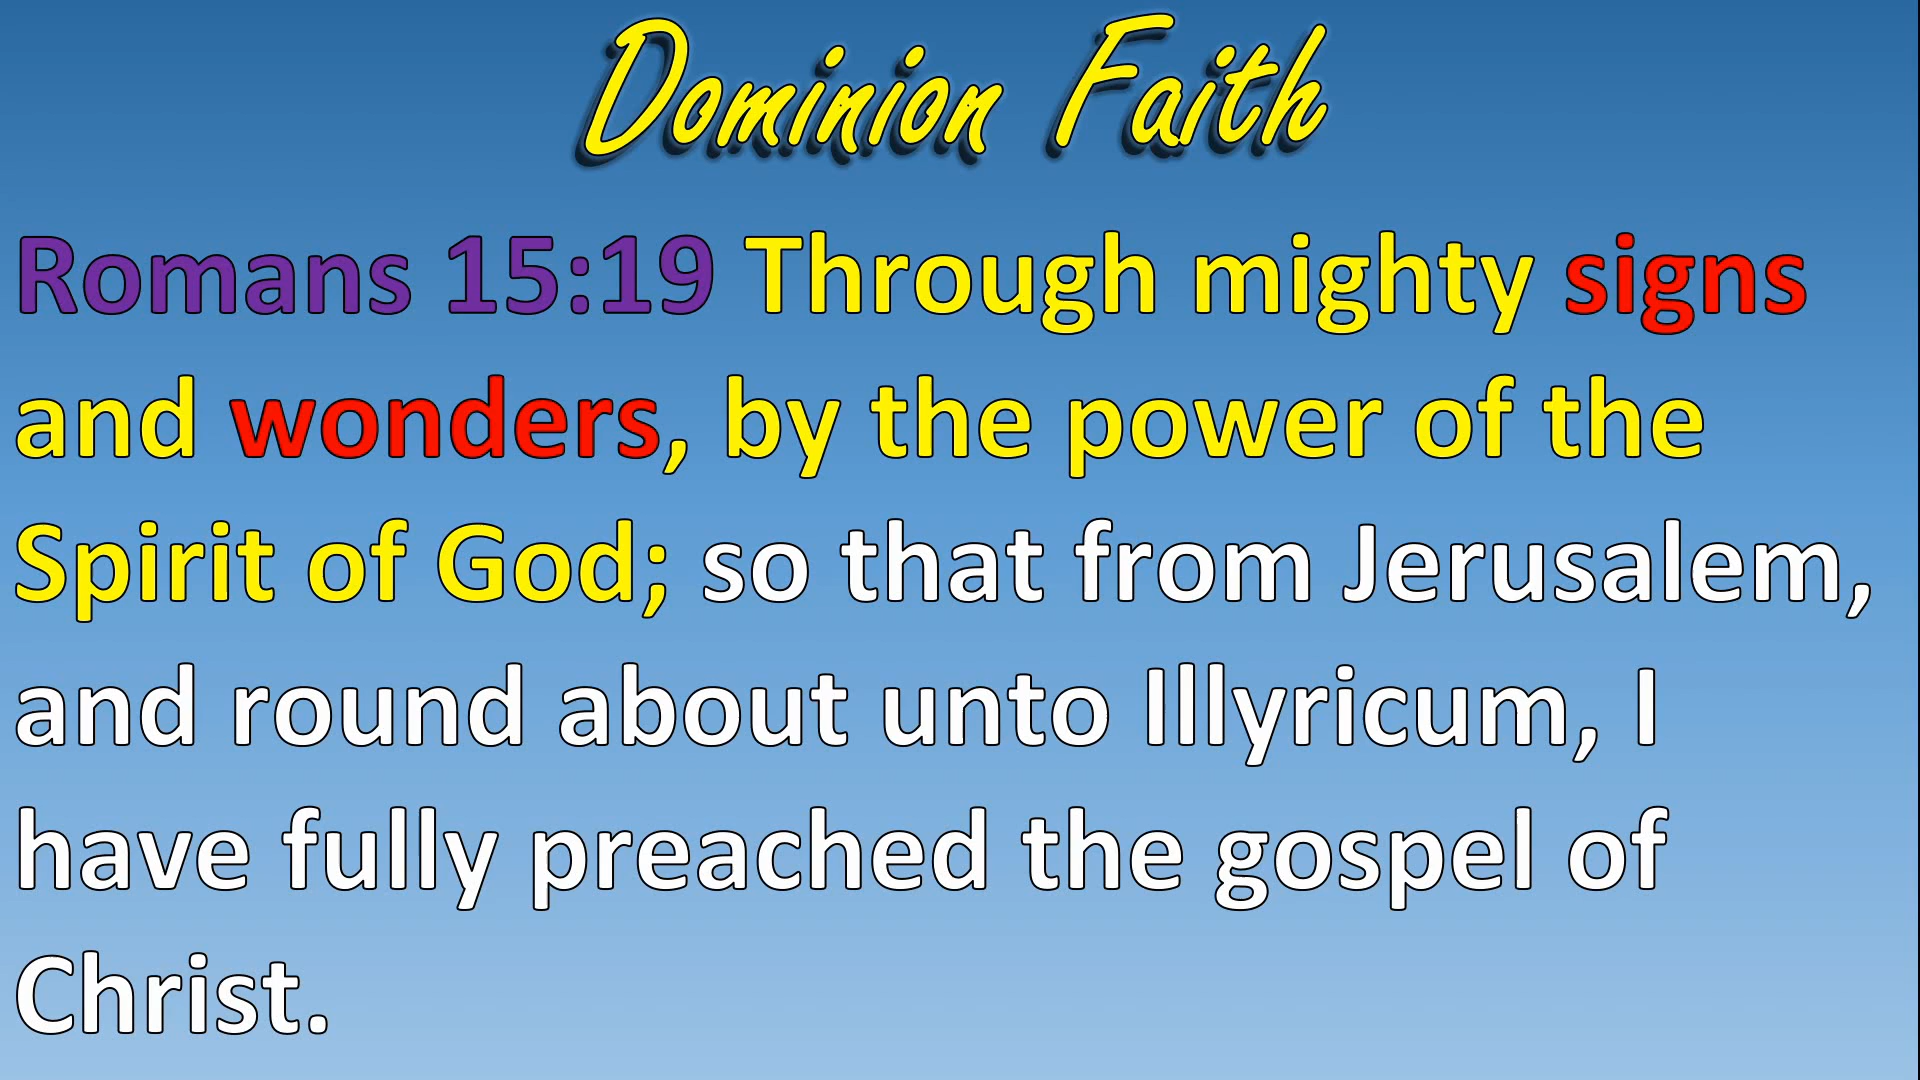 Dominion Faith
Romans 15:19 Through mighty signs
and wonders, by the power of the
Spirit of God; so that from Jerusalem,
and round about unto Illyricum, I
have fully preached the gospel of
Christ.